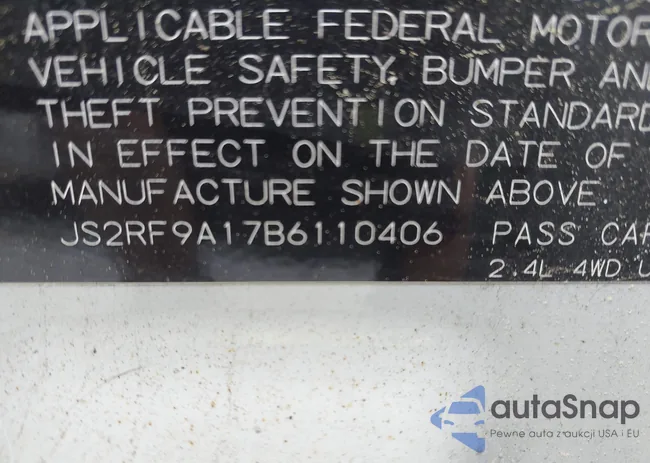 APPLICABLE FEDERAL MOTOR
VEHICLE SAFETY, BUMPER AND
THEFT PREVENTION STANDARD
IN EFFECT ON THE DATE OF
MANUFACTURE SHOWN ABOVE.
JS2RF9A17B6110406 PASS CAR
2.4L 4WD U
autaSnap
Pewne auta z aukcji USA i EU